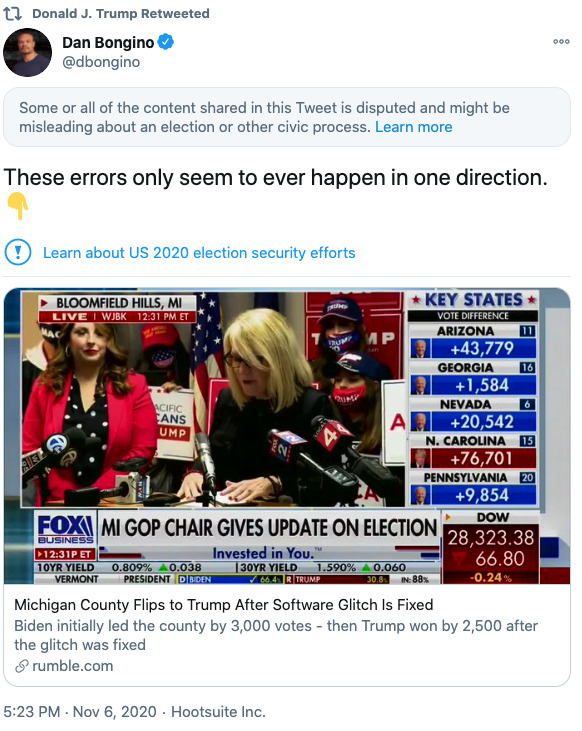 Donald J. Trump Retweeted
Dan Bongino
@dbongino
Some or all of the content shared in this Tweet is disputed and might be
misleading about an election or other civic process. Learn more
These errors only seem to ever happen in one direction.
Learn about US 2020 election security efforts
BLOOMFIELD HILLS, MI
LIVE | WJBK 12:31 PM ET
KEY STATES
VOTE DIFFERENCE
ARIZONA 11
+43,779
GEORGIA 16
+1,584
NEVADA 6
+20,542
N. CAROLINA 15
+76,701
PENNSYLVANIA 20
+9,854
TRUMP
TRUMP
T MP
ACIFIC
CANS
UMP
FOX 2
4
A
FOX
BUSINESS
12:31P ET
MI GOP CHAIR GIVES UPDATE ON ELECTION
Invested in You.™
DOW
28,323.38
66.80
-0.24%
10YR YIELD 0.809% 0.038 30YR YIELD 1.590% 0.060
VERMONT PRESIDENT D BIDEN 66.4 R TRUMP 30.8 IN: 88%
Michigan County Flips to Trump After Software Glitch Is Fixed
Biden initially led the county by 3,000 votes - then Trump won by 2,500 after
the glitch was fixed
rumble.com
5:23 PM · Nov 6, 2020 · Hootsuite Inc.